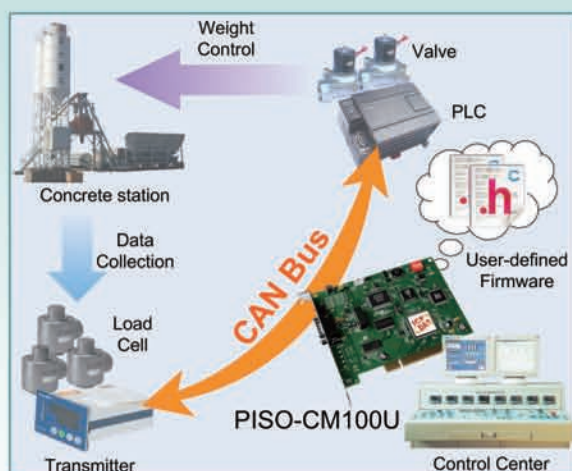 Weight
Control
Valve
PLC
Concrete station
Data
Collection
CAN Bus
.h
C
User-defined
Firmware
Load
Cell
PISO-CM100U
Transmitter
Control Center